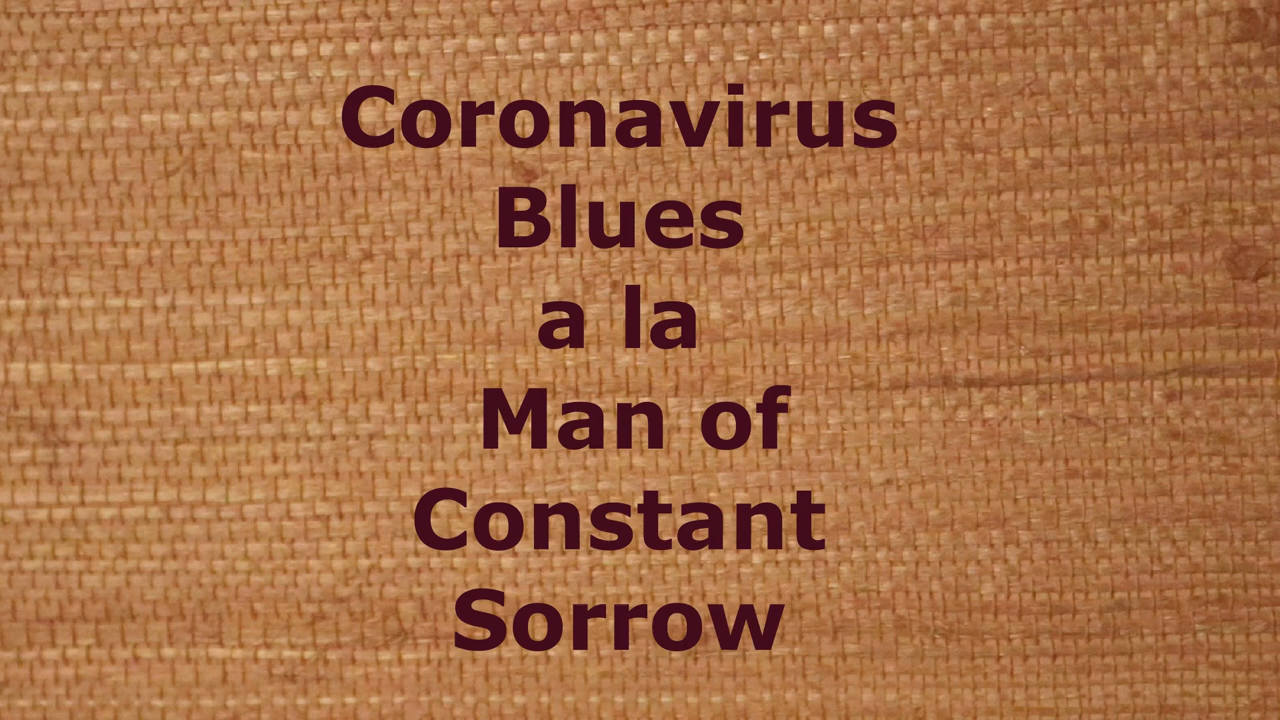 Coronavirus
Blues
a la
Man of
Constant
Sorrow